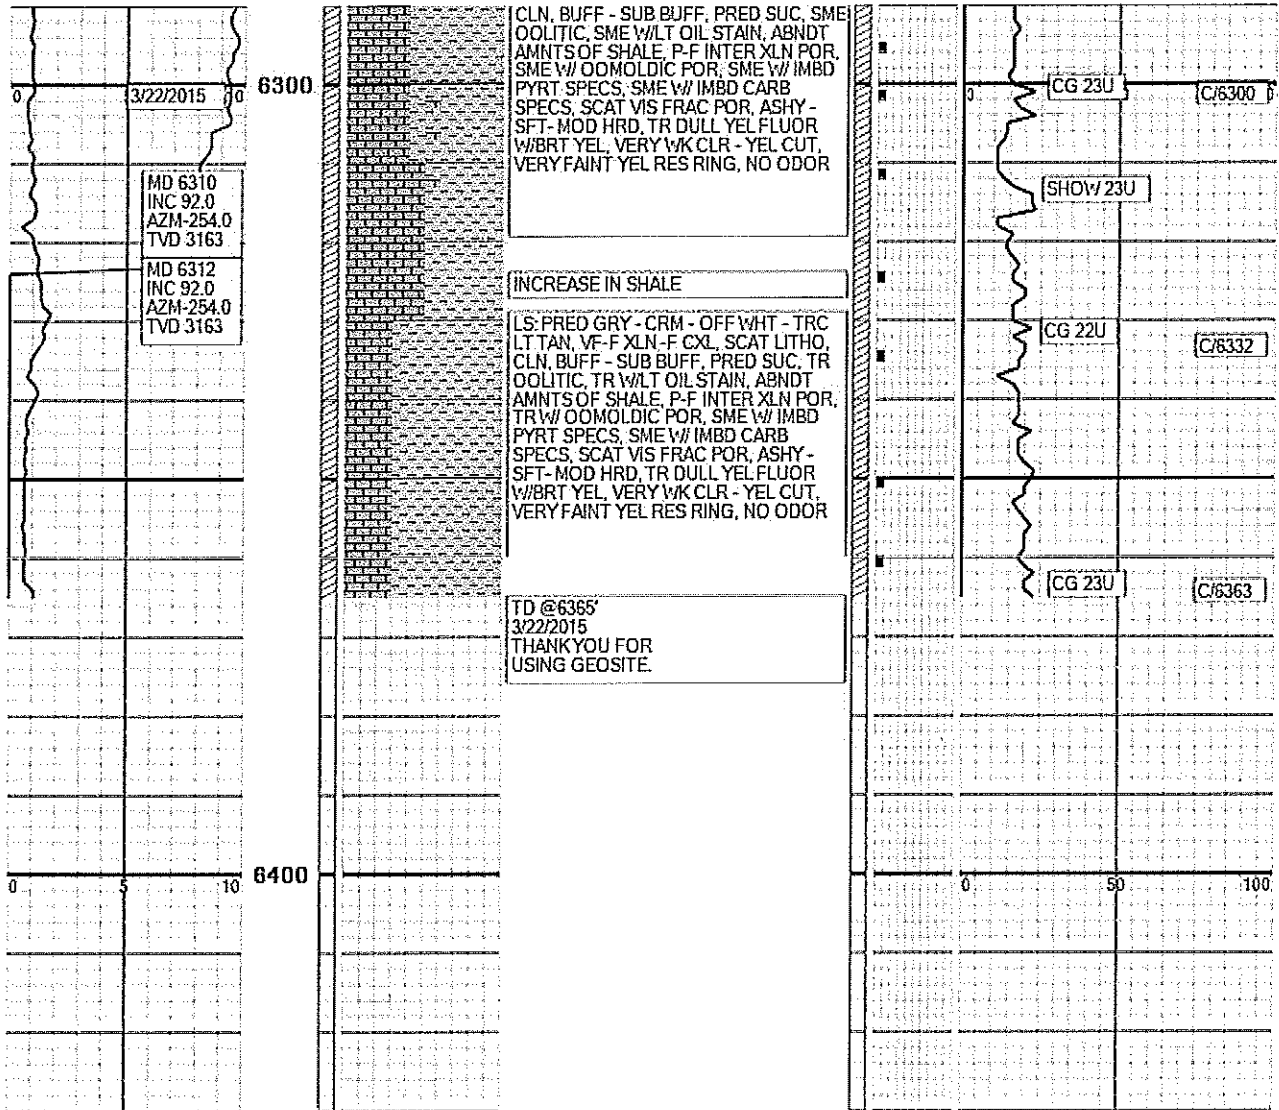 CLN, BUFF - SUB BUFF, PRED SUC, SME
OOLITIC, SME W/LT OIL STAIN, ABNDT
AMNTS OF SHALE, P-F INTER XLN POR,
SME W/ OOMOLDIC POR, SME W/ IMBD
PYRT SPECS, SME W/ IMBD CARB
SPECS, SCAT VIS FRAC POR, ASHY -
SFT- MOD HRD, TR DULL YEL FLUOR
W/BRT YEL, VERY WK CLR - YEL CUT,
VERY FAINT YEL RES RING, NO ODOR
6300
0
3/22/2015
CG 23U
C/6300
MD 6310
INC 92.0
AZM-254.0
TVD 3163
SHOW 23U
MD 6312
INC 92.0
AZM-254.0
TVD 3163
INCREASE IN SHALE
LS: PRED GRY - CRM - OFF WHT - TRC
LT TAN, VF-F XLN-F CXL, SCAT LITHO,
CLN, BUFF - SUB BUFF, PRED SUC, TR
OOLITIC, TR W/LT OIL STAIN, ABNDT
AMNTS OF SHALE, P-F INTER XLN POR,
TR W/ OOMOLDIC POR, SME W/ IMBD
PYRT SPECS, SME W/ IMBD CARB
SPECS, SCAT VIS FRAC POR, ASHY -
SFT- MOD HRD, TR DULL YEL FLUOR
W/BRT YEL, VERY WK CLR - YEL CUT,
VERY FAINT YEL RES RING, NO ODOR
CG 22U
C/6332
CG 23U
C/6363
TD @6365'
3/22/2015
THANK YOU FOR
USING GEOSITE.
0 5 10
6400
0 50 100